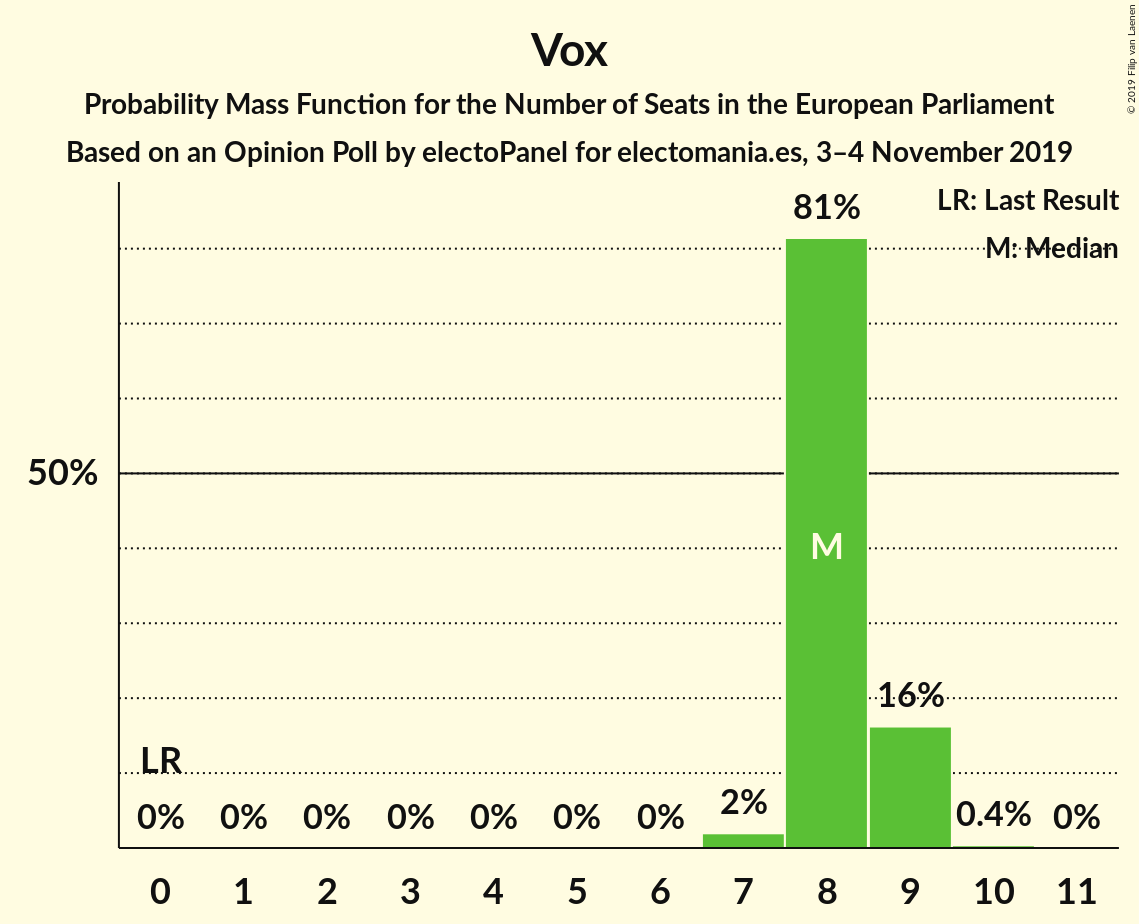 Vox
Probability Mass Function for the Number of Seats in the European Parliament
Based on an Opinion Poll by electoPanel for electomania.es, 3–4 November 2019
© 2019 Filip van Laenen
LR: Last Result
M: Median
81%
50%
M
16%
LR
0% 0% 0% 0% 0% 0% 0% 2% 0.4% 0%
0 1 2 3 4 5 6 7 8 9 10 11